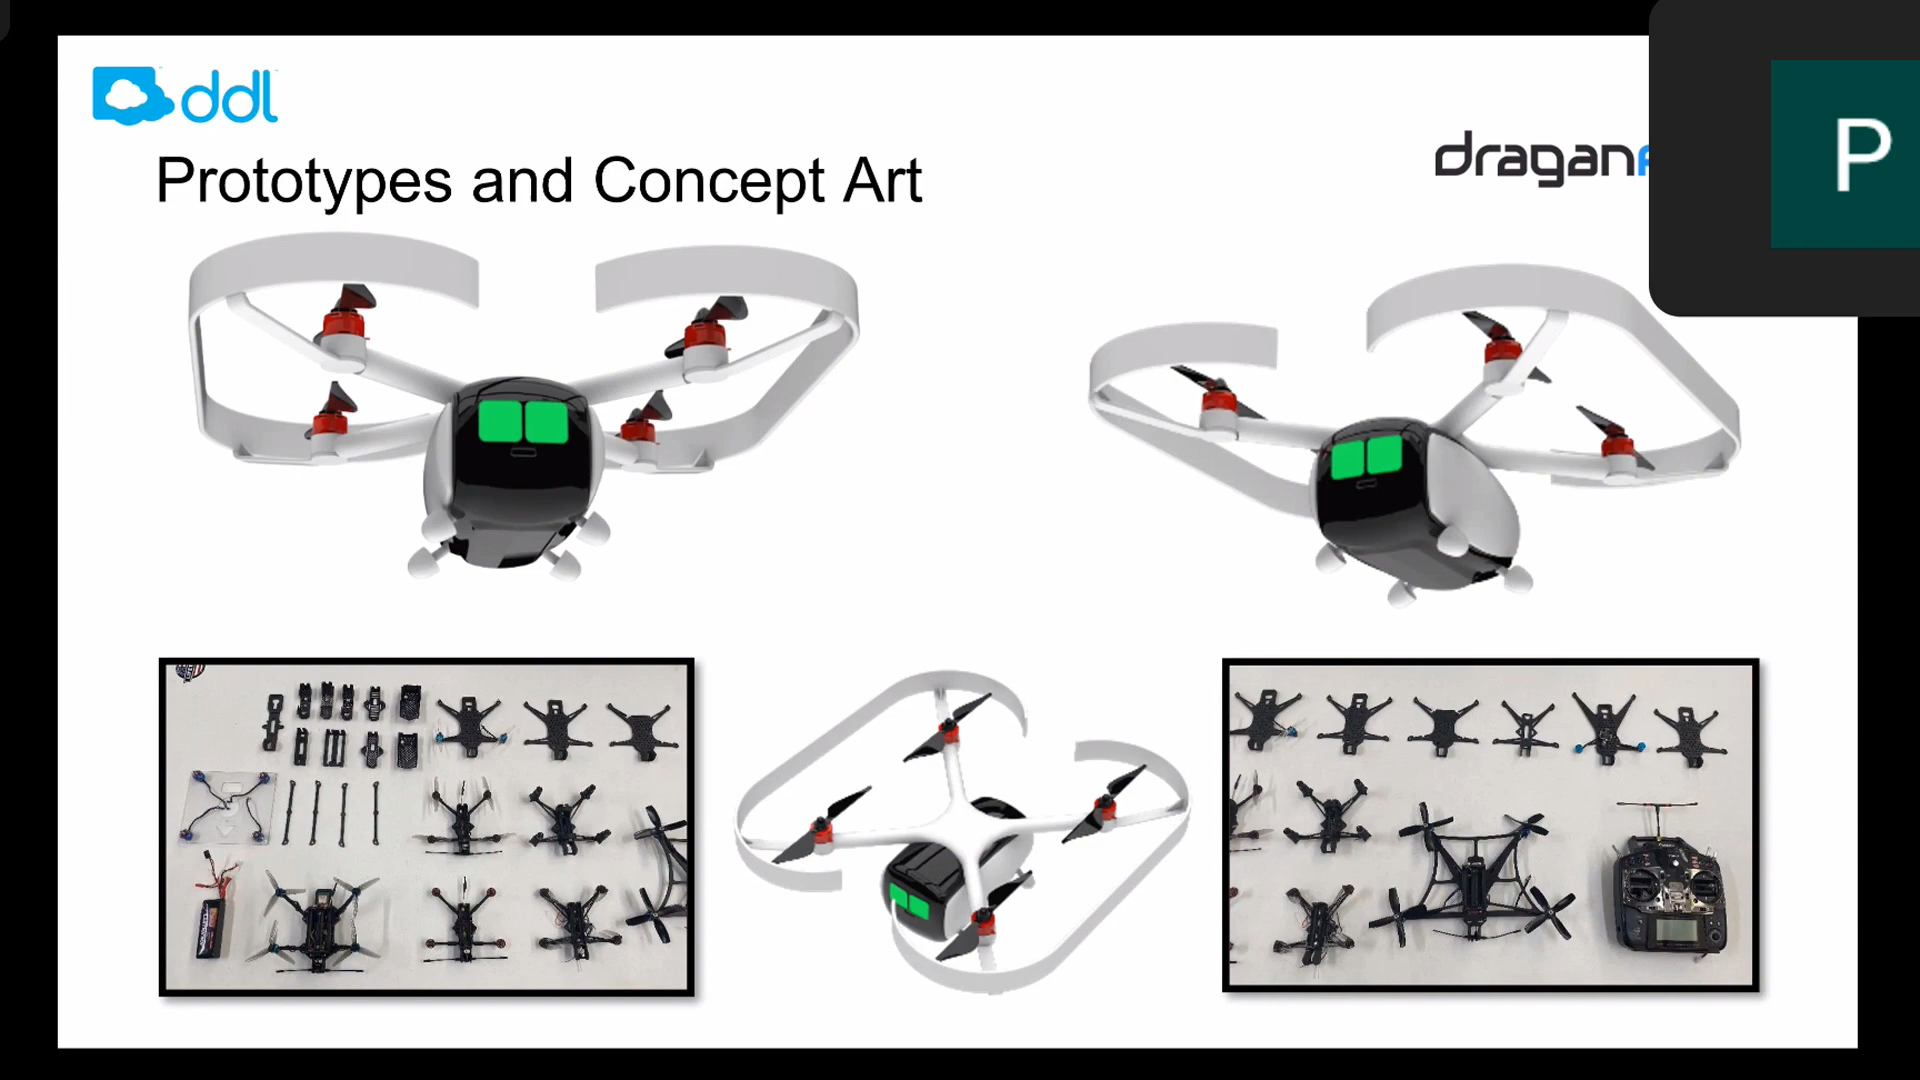 ddl
Prototypes and Concept Art
dragan
P